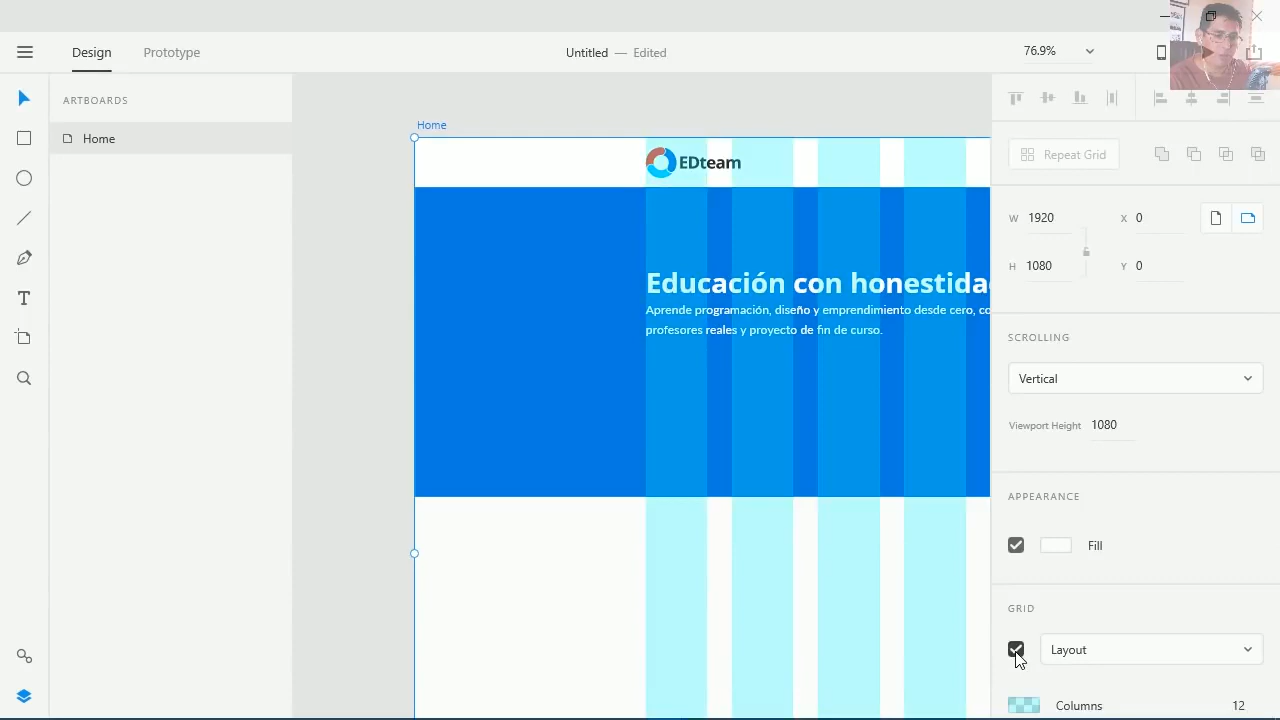 Design
Prototype
Untitled — Edited
76.9%
ARTBOARDS
Home
Home
EDteam
Educación con honestida
Aprende programación, diseño y emprendimiento desde cero, co
profesores reales y proyecto de fin de curso.
Repeat Grid
W 1920
X 0
H 1080
Y 0
SCROLLING
Vertical
Viewport Height 1080
APPEARANCE
Fill
GRID
Layout
Columns 12